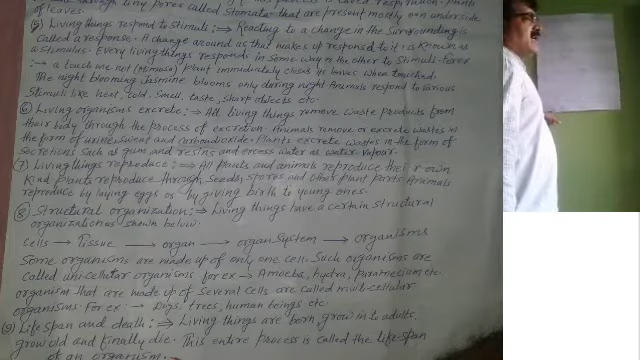 through tiny pores called Stomata that are present mostly own underside
of leaves.
(5) Living things respond to stimuli :⇒ Reacting to a change in the surrounding is
called a response. A change around as that makes up respond to it is known as
a stimulus. Every living things responds in some way or the other to stimuli. Forex
:→ a touch me not (Mimosa) plant immediately closes in leaves when touched.
The night blooming Jasmine blooms only during night Animals respond to various
Stimuli like heat, cold, smell, taste, sharp objects etc.
(6) Living organisms excrete :⇒ All living things remove waste products from
their body through the process of excretion. Animals remove or excrete wastes in
the form of urine, sweat and carbondioxide. Plants excrete wastes in the form of
secretions such as gum and resins and excess water as water vapour.
(7) Living things reproduce :⇒ All plants and animals reproduce their own
kind plants reproduce through seeds, spores and other plant parts Animals
reproduce by laying eggs or by giving birth to young ones.
(8) Structural organisation :⇒ Living things have a certain structural
organisation as shown below:
Cells → Tissue → organ → organ System → organisms
Some organisms are made up of only one cell. Such organisms are
called uni-cellular organisms for ex → Amoeba, hydra, paramecium etc.
organism that are made up of several cells are called multi-cellular
organisms. For ex → Dogs, trees, human beings etc.
(9) Life span and death :⇒ Living things are born, grow in to adults,
grow old and finally die. This entire process is called the life-span
of an organism.